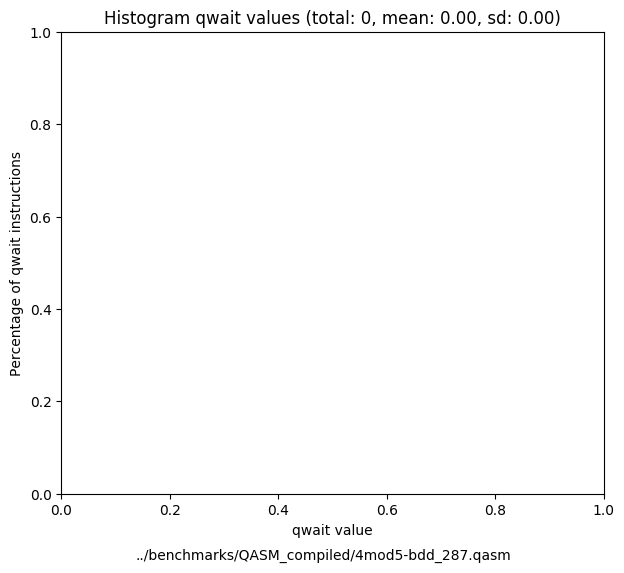 Histogram qwait values (total: 0, mean: 0.00, sd: 0.00)
Percentage of qwait instructions
1.0
0.8
0.6
0.4
0.2
0.0
0.0 0.2 0.4 0.6 0.8 1.0
qwait value
../benchmarks/QASM_compiled/4mod5-bdd_287.qasm